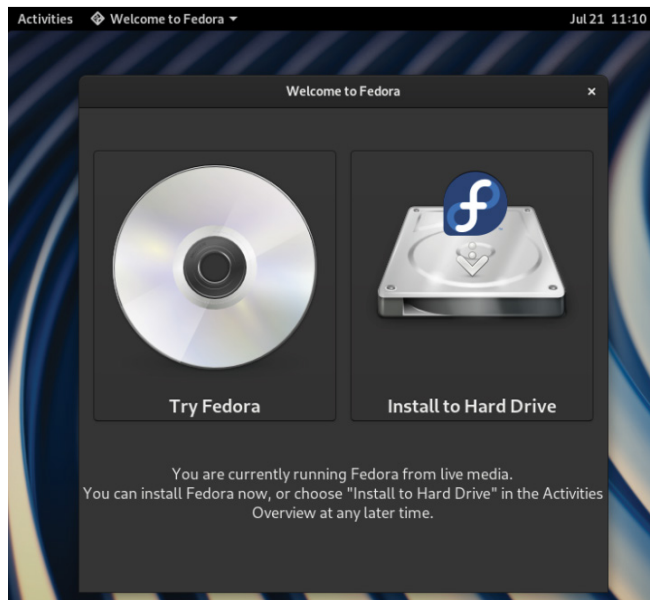 Activities Welcome to Fedora Jul 21 11:10
Welcome to Fedora ×
Try Fedora Install to Hard Drive
You are currently running Fedora from live media.
You can install Fedora now, or choose "Install to Hard Drive" in the Activities
Overview at any later time.